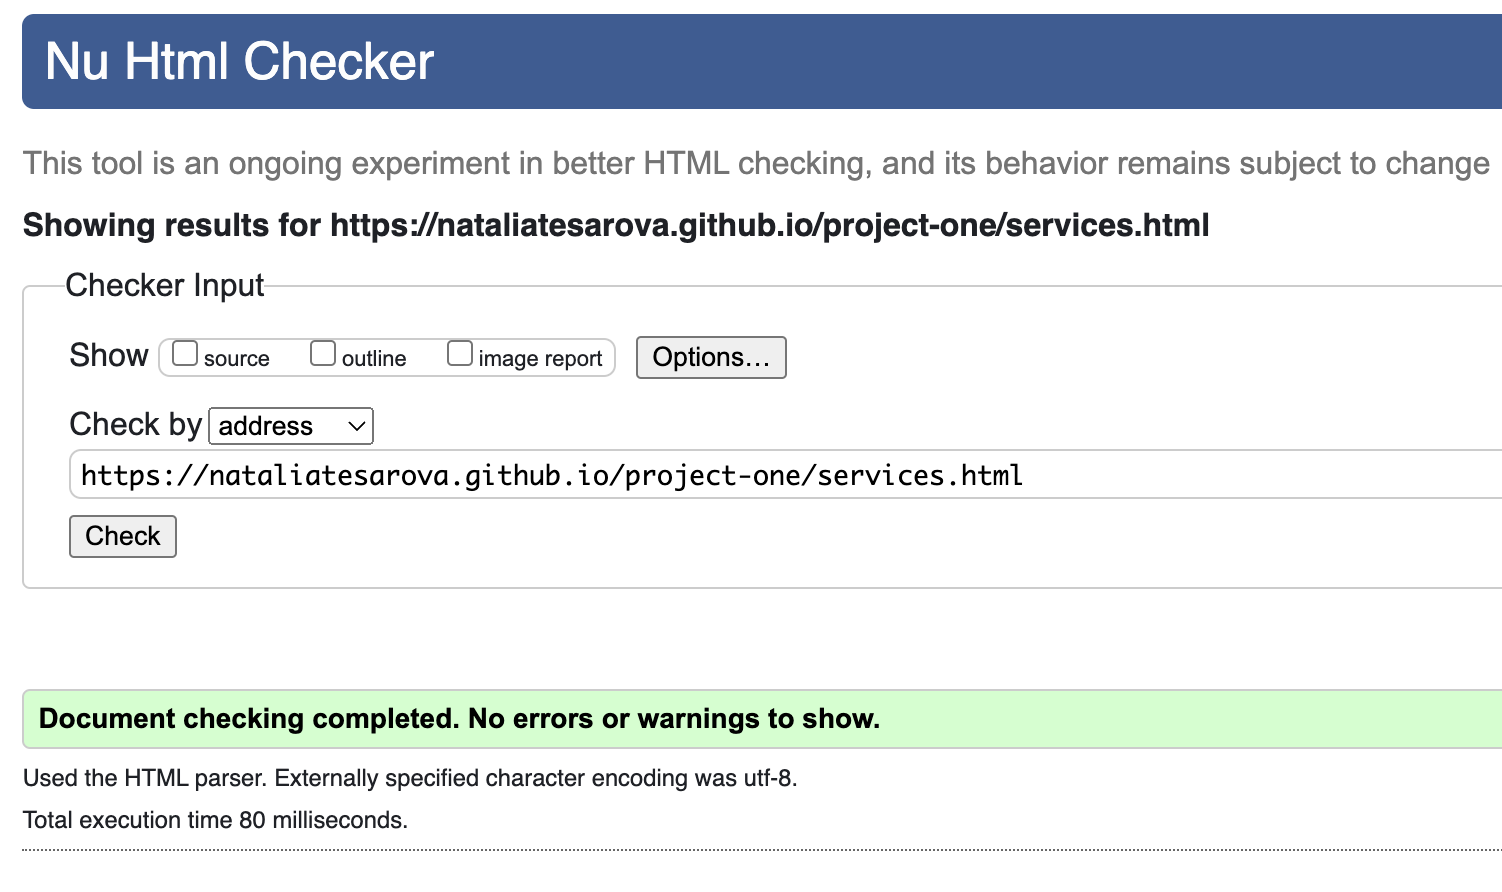 Nu Html Checker
This tool is an ongoing experiment in better HTML checking, and its behavior remains subject to change
Showing results for https://nataliatesarova.github.io/project-one/services.html
Checker Input
Show source outline image report Options...
Check by address
https://nataliatesarova.github.io/project-one/services.html
Check
Document checking completed. No errors or warnings to show.
Used the HTML parser. Externally specified character encoding was utf-8.
Total execution time 80 milliseconds.